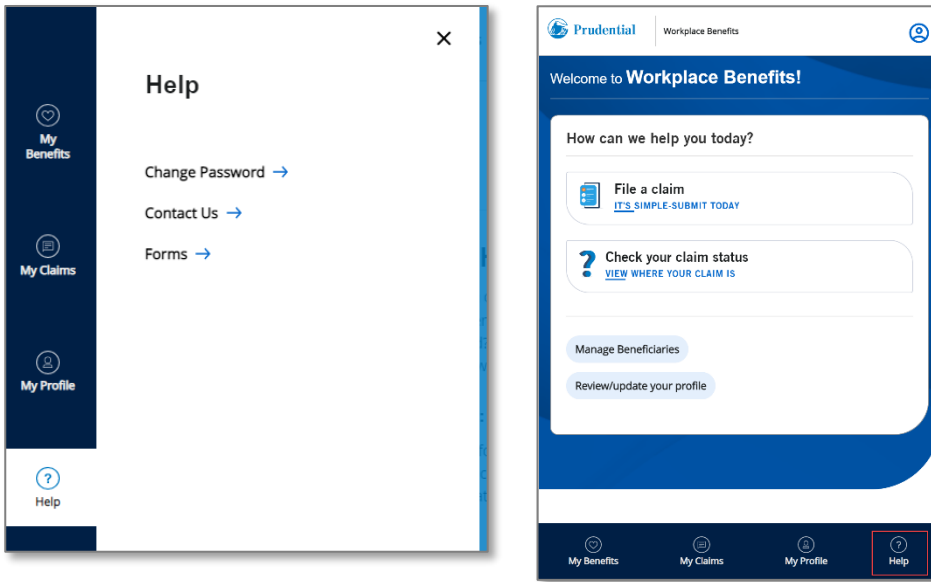 Help
Change Password →
Contact Us →
Forms →
My
Benefits
My Claims
My Profile
?
Help
Prudential
Workplace Benefits
Welcome to Workplace Benefits!
How can we help you today?
File a claim
IT'S SIMPLE-SUBMIT TODAY
?
Check your claim status
VIEW WHERE YOUR CLAIM IS
Manage Beneficiaries
Review/update your profile
My Benefits
My Claims
My Profile
?
Help